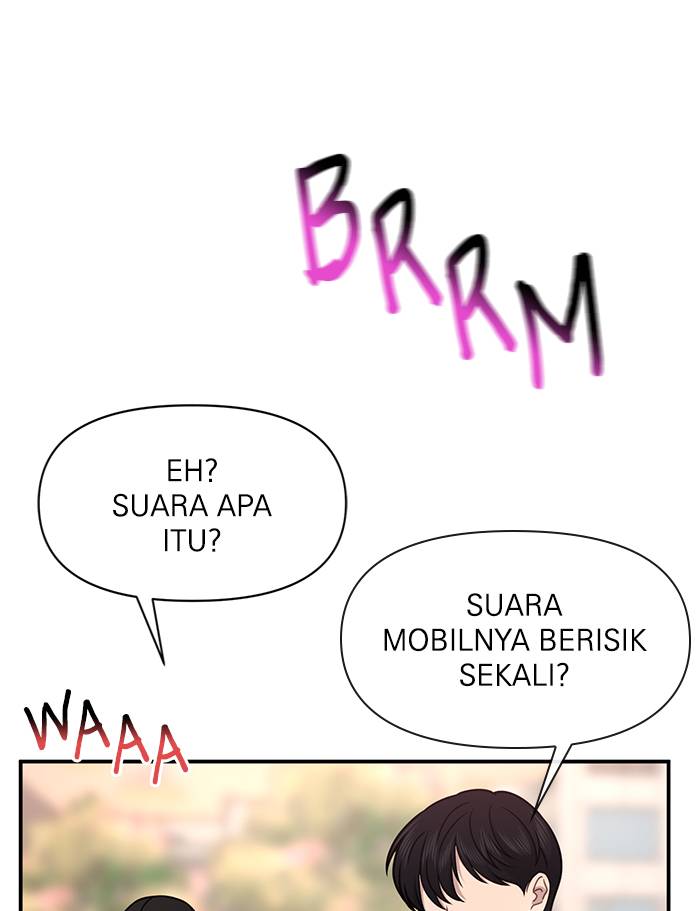 BRRM
EH?
SUARA APA
ITU?
SUARA
MOBILNYA BERISIK
SEKALI?
WAAA